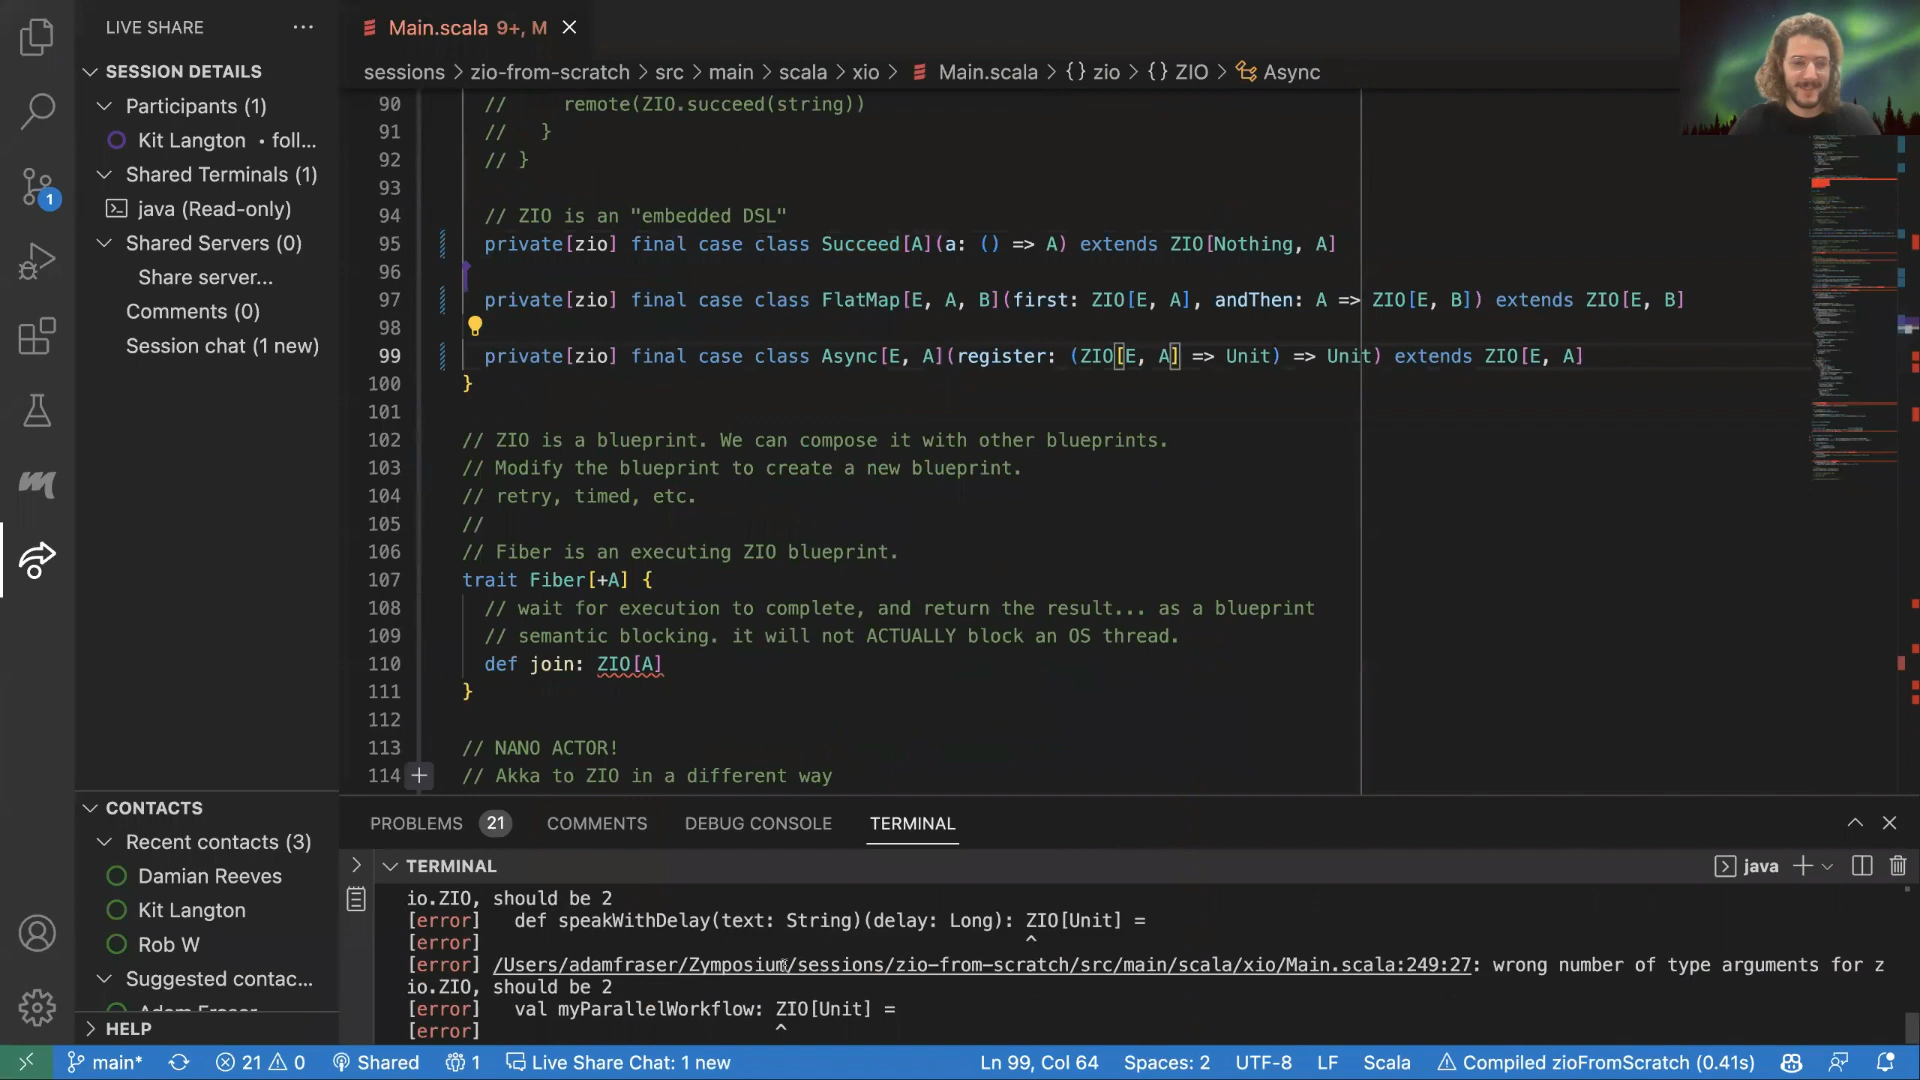 LIVE SHARE
SESSION DETAILS
Participants (1)
Kit Langton • foll...
Shared Terminals (1)
java (Read-only)
Shared Servers (0)
Share server...
Comments (0)
Session chat (1 new)
CONTACTS
Recent contacts (3)
Damian Reeves
Kit Langton
Rob W
Suggested contac...
Adam Fraser
HELP
1
Main.scala 9+, M
sessions > zio-from-scratch > src > main > scala > xio > Main.scala > {} zio > {} ZIO > Async
90 //     remote(ZIO.succeed(string))
91 //   }
92 // }
93
94 // ZIO is an "embedded DSL"
95 private[zio] final case class Succeed[A](a: () => A) extends ZIO[Nothing, A]
96
97 private[zio] final case class FlatMap[E, A, B](first: ZIO[E, A], andThen: A => ZIO[E, B]) extends ZIO[E, B]
98
99 private[zio] final case class Async[E, A](register: (ZIO[E, A] => Unit) => Unit) extends ZIO[E, A]
100 }
101
102 // ZIO is a blueprint. We can compose it with other blueprints.
103 // Modify the blueprint to create a new blueprint.
104 // retry, timed, etc.
105 //
106 // Fiber is an executing ZIO blueprint.
107 trait Fiber[+A] {
108   // wait for execution to complete, and return the result... as a blueprint
109   // semantic blocking. it will not ACTUALLY block an OS thread.
110   def join: ZIO[A]
111 }
112
113 // NANO ACTOR!
114 // Akka to ZIO in a different way
PROBLEMS 21 COMMENTS DEBUG CONSOLE TERMINAL
TERMINAL
java
io.ZIO, should be 2
[error]   def speakWithDelay(text: String)(delay: Long): ZIO[Unit] =
[error]                                                  ^
[error] /Users/adamfraser/Zymposium/sessions/zio-from-scratch/src/main/scala/xio/Main.scala:249:27: wrong number of type arguments for z
io.ZIO, should be 2
[error]   val myParallelWorkflow: ZIO[Unit] =
[error]                           ^
main* 21 0 Shared 1 Live Share Chat: 1 new Ln 99, Col 64 Spaces: 2 UTF-8 LF Scala Compiled zioFromScratch (0.41s)